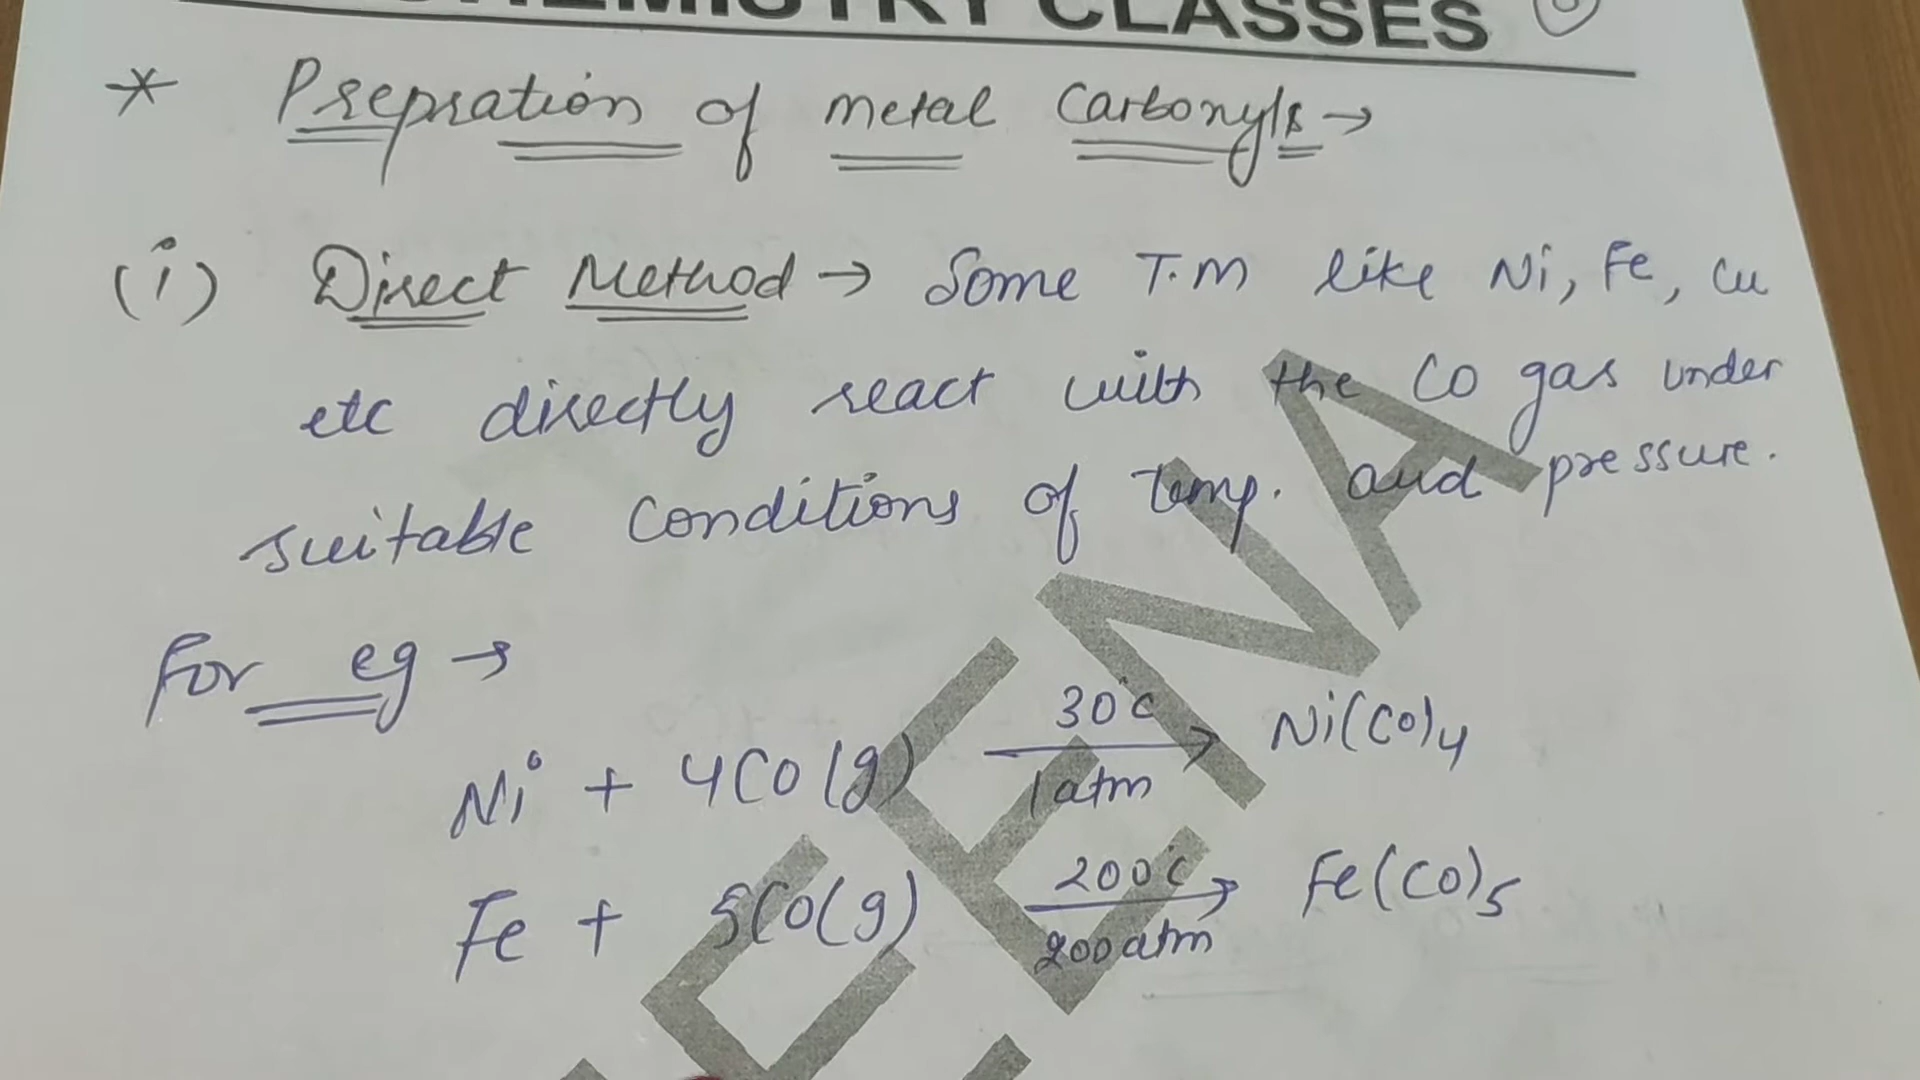 CHEMISTRY CLASSES
* Prepration of metal Carbonyls →
(i) Direct Method → Some T.M like Ni, Fe, Cu
etc directly react with the CO gas under
suitable conditions of temp. and pressure.
For eg →
Ni + 4CO(g) 30°C 1atm → Ni(CO)4
Fe + 5CO(g) 200°C 200atm → Fe(CO)5